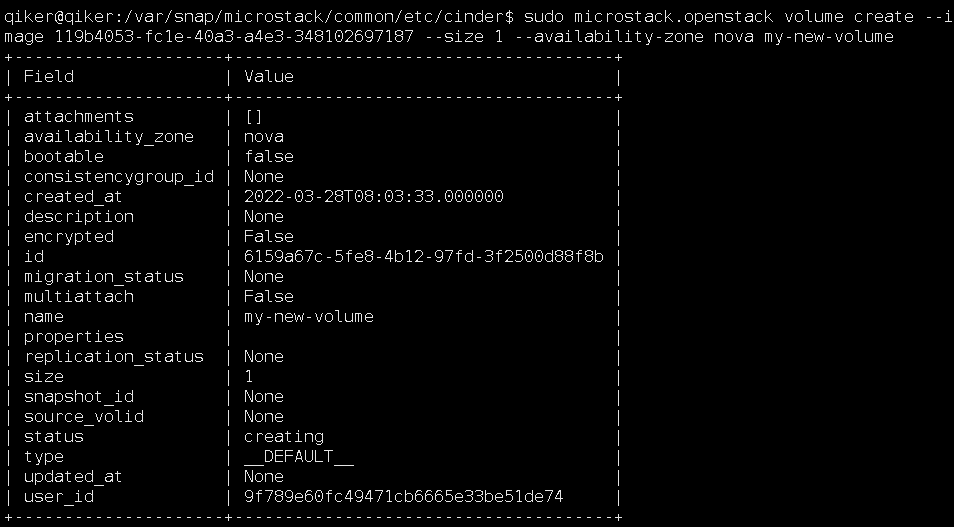 qiker@qiker:/var/snap/microstack/common/etc/cinder$ sudo microstack.openstack volume create --i
mage 119b4053-fc1e-40a3-a4e3-348102697187 --size 1 --availability-zone nova my-new-volume
+---------------------+--------------------------------------+
| Field               | Value                                |
+---------------------+--------------------------------------+
| attachments         | []                                   |
| availability_zone   | nova                                 |
| bootable            | false                                |
| consistencygroup_id | None                                 |
| created_at          | 2022-03-28T08:03:33.000000           |
| description         | None                                 |
| encrypted           | False                                |
| id                  | 6159a67c-5fe8-4b12-97fd-3f2500d88f8b |
| migration_status    | None                                 |
| multiattach         | False                                |
| name                | my-new-volume                        |
| properties          |                                      |
| replication_status  | None                                 |
| size                | 1                                    |
| snapshot_id         | None                                 |
| source_volid        | None                                 |
| status              | creating                             |
| type                | __DEFAULT__                          |
| updated_at          | None                                 |
| user_id             | 9f789e60fc49471cb6665e33be51de74     |
+---------------------+--------------------------------------+